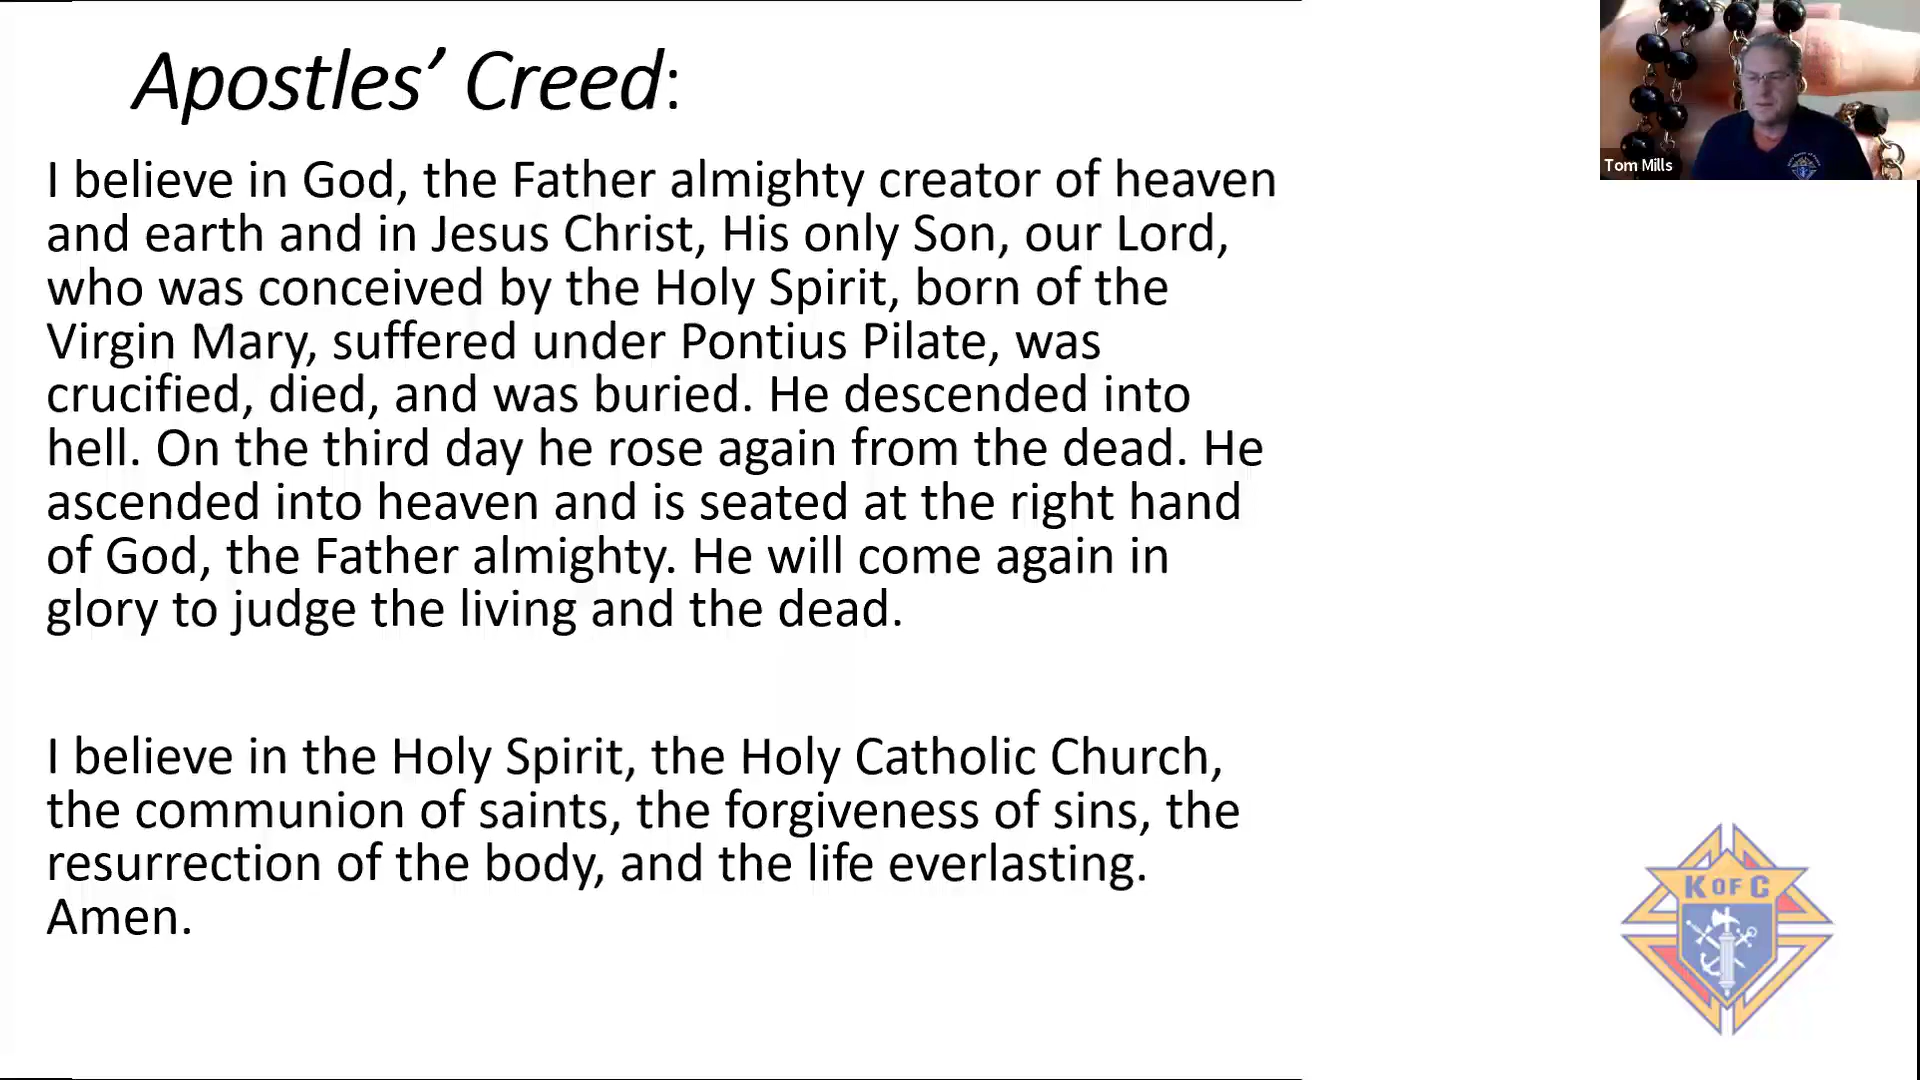 Apostles’ Creed:
I believe in God, the Father almighty creator of heaven
and earth and in Jesus Christ, His only Son, our Lord,
who was conceived by the Holy Spirit, born of the
Virgin Mary, suffered under Pontius Pilate, was
crucified, died, and was buried. He descended into
hell. On the third day he rose again from the dead. He
ascended into heaven and is seated at the right hand
of God, the Father almighty. He will come again in
glory to judge the living and the dead.
I believe in the Holy Spirit, the Holy Catholic Church,
the communion of saints, the forgiveness of sins, the
resurrection of the body, and the life everlasting.
Amen.
Tom Mills
K OF C